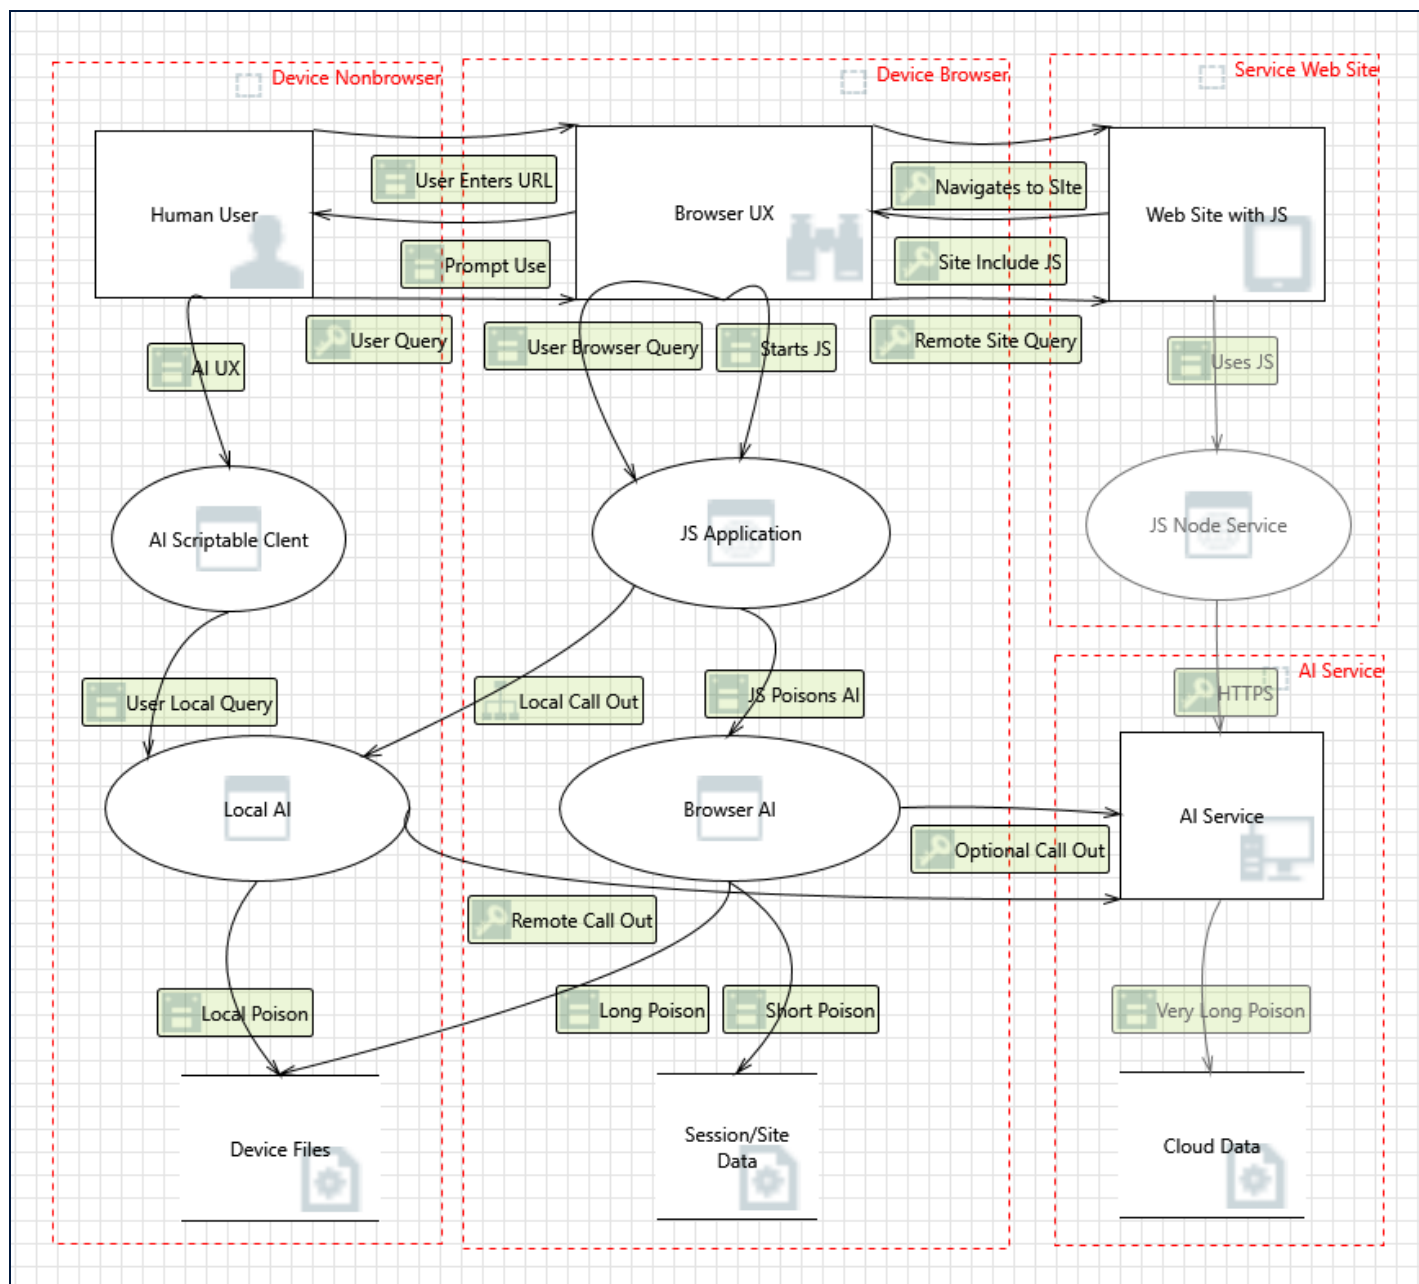 Device Nonbrowser
Device Browser
Service Web Site
Human User
User Enters URL
Browser UX
Navigates to SIte
Web Site with JS
Prompt Use
Site Include JS
User Query
User Browser Query
Starts JS
Remote Site Query
AI UX
Uses JS
AI Scriptable Clent
JS Application
JS Node Service
AI Service
User Local Query
Local Call Out
JS Poisons AI
HTTPS
Local AI
Browser AI
AI Service
Optional Call Out
Remote Call Out
Local Poison
Long Poison
Short Poison
Very Long Poison
Device Files
Session/Site
Data
Cloud Data